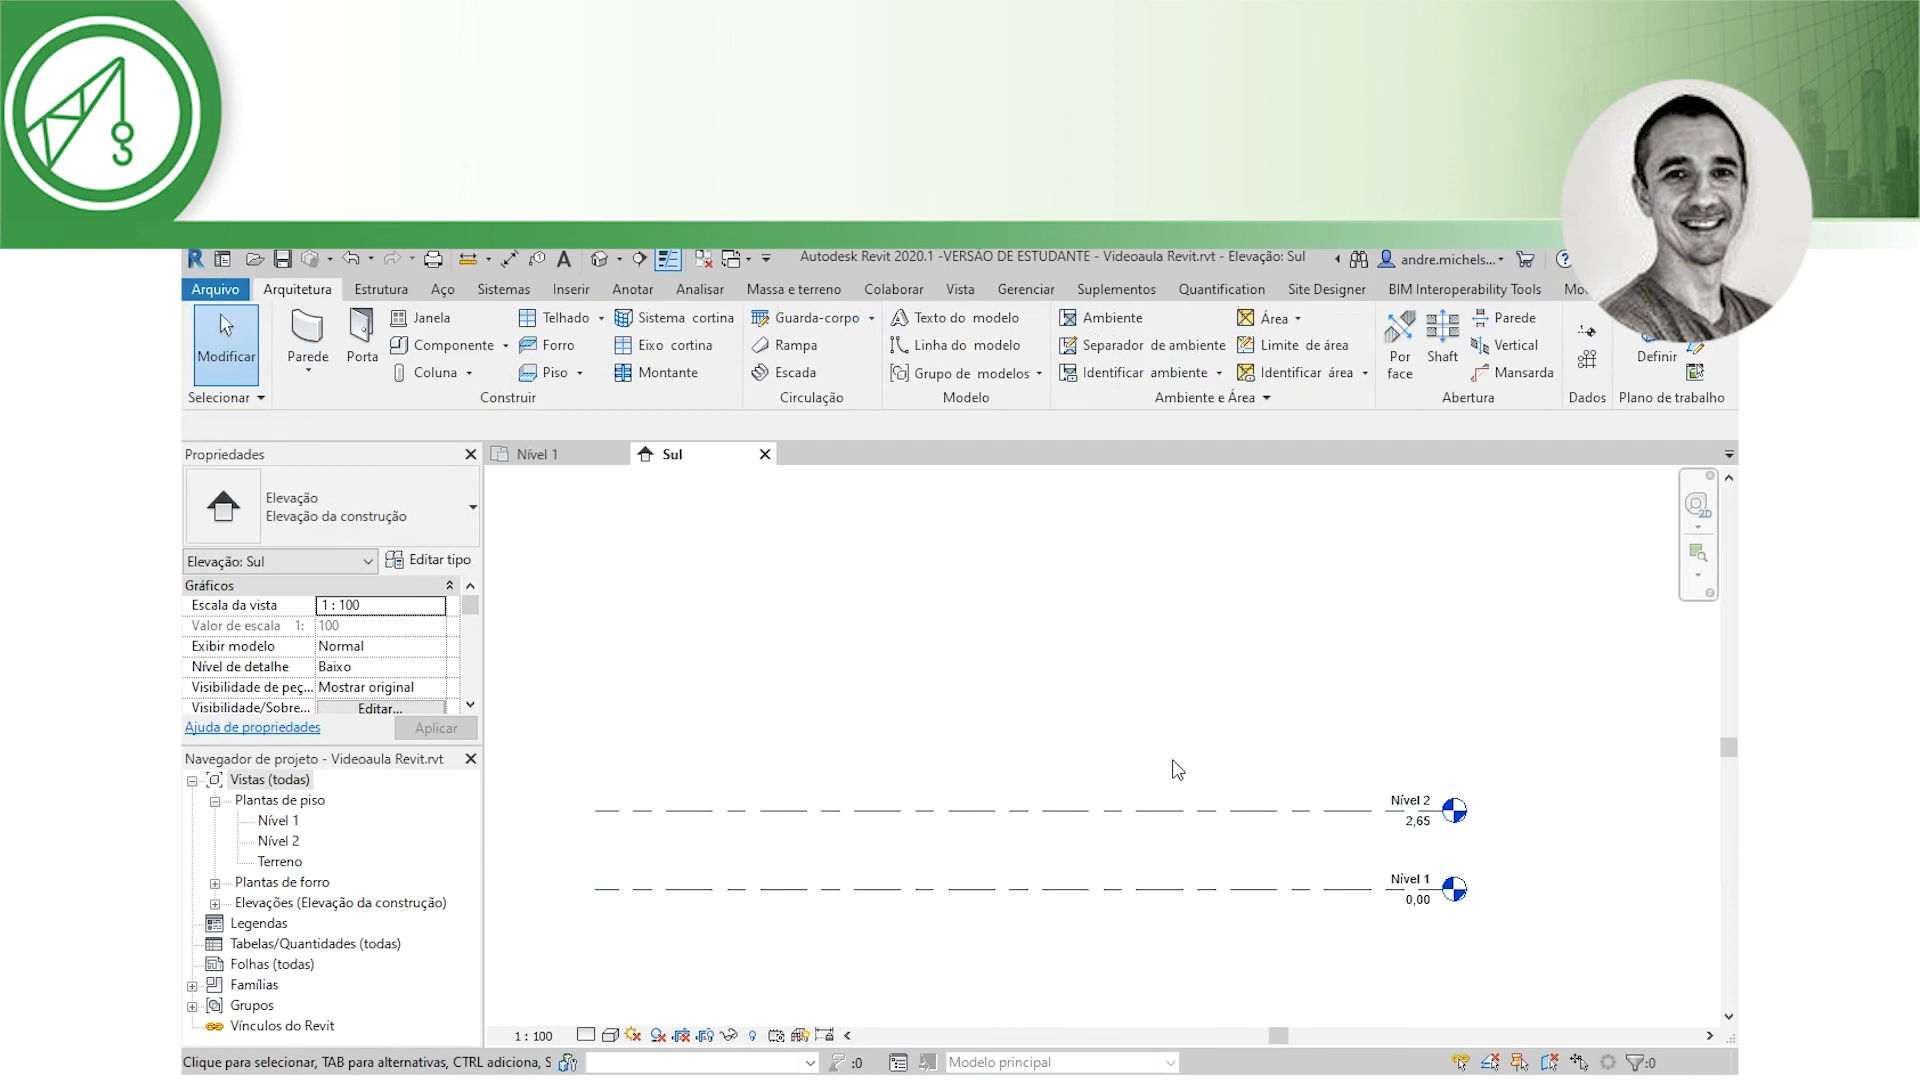 Autodesk Revit 2020.1 -VERSÃO DE ESTUDANTE - Videoaula Revit.rvt - Elevação: Sul
andre.michels...
Arquivo Arquitetura Estrutura Aço Sistemas Inserir Anotar Analisar Massa e terreno Colaborar Vista Gerenciar Suplementos Quantification Site Designer BIM Interoperability Tools
Modificar
Parede
Porta
Janela
Componente
Coluna
Telhado
Forro
Piso
Sistema cortina
Eixo cortina
Montante
Guarda-corpo
Rampa
Escada
Texto do modelo
Linha do modelo
Grupo de modelos
Ambiente
Separador de ambiente
Identificar ambiente
Área
Limite de área
Identificar área
Por
face
Shaft
Parede
Vertical
Mansarda
Definir
Selecionar Construir Circulação Modelo Ambiente e Área Abertura Dados Plano de trabalho
Propriedades
Nível 1 Sul
Elevação
Elevação da construção
Elevação: Sul Editar tipo
Gráficos
Escala da vista 1 : 100
Valor de escala 1: 100
Exibir modelo Normal
Nível de detalhe Baixo
Visibilidade de peç... Mostrar original
Visibilidade/Sobre... Editar...
Ajuda de propriedades Aplicar
Navegador de projeto - Videoaula Revit.rvt
Vistas (todas)
Plantas de piso
Nível 1
Nível 2
Terreno
Plantas de forro
Elevações (Elevação da construção)
Legendas
Tabelas/Quantidades (todas)
Folhas (todas)
Famílias
Grupos
Vínculos do Revit
2D
Nível 2
2,65
Nível 1
0,00
1 : 100
Clique para selecionar, TAB para alternativas, CTRL adiciona, S :0 Modelo principal :0